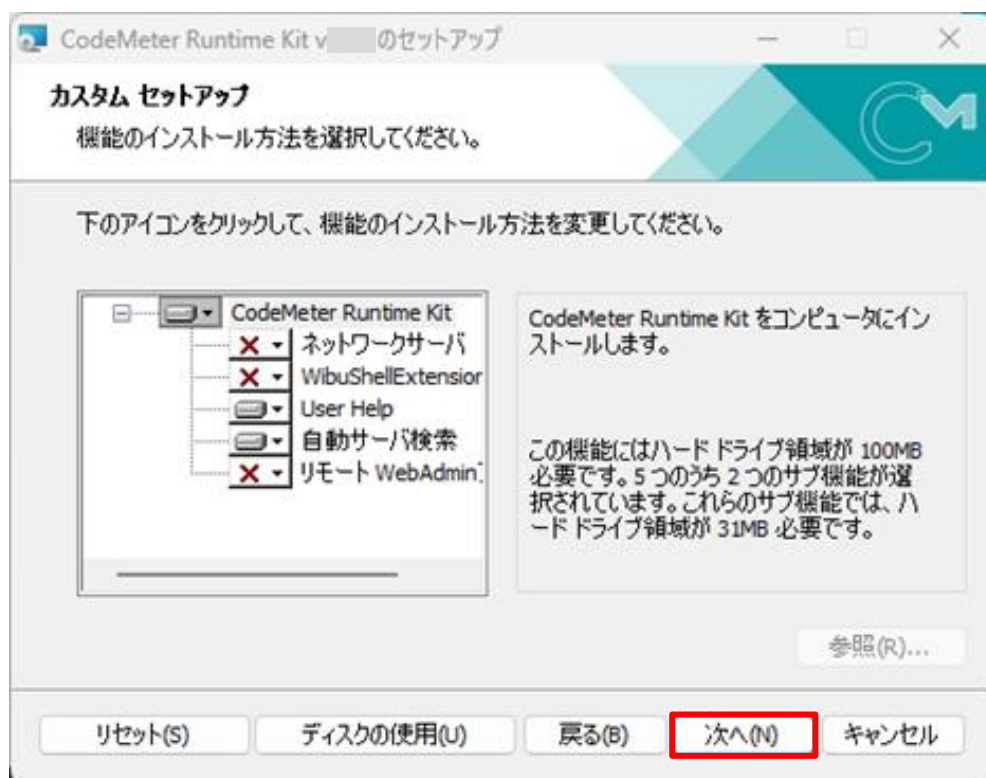 CodeMeter Runtime Kit v のセットアップ
カスタム セットアップ
機能のインストール方法を選択してください。
CM
下のアイコンをクリックして、機能のインストール方法を変更してください。
CodeMeter Runtime Kit
ネットワークサーバ
WibuShellExtension
User Help
自動サーバ検索
リモート WebAdmin
CodeMeter Runtime Kit をコンピュータにイン
ストールします。
この機能にはハード ドライブ領域が 100MB
必要です。5 つのうち 2 つのサブ機能が選
択されています。これらのサブ機能では、ハ
ード ドライブ領域が 31MB 必要です。
参照(R)...
リセット(S) ディスクの使用(U) 戻る(B) 次へ(N) キャンセル